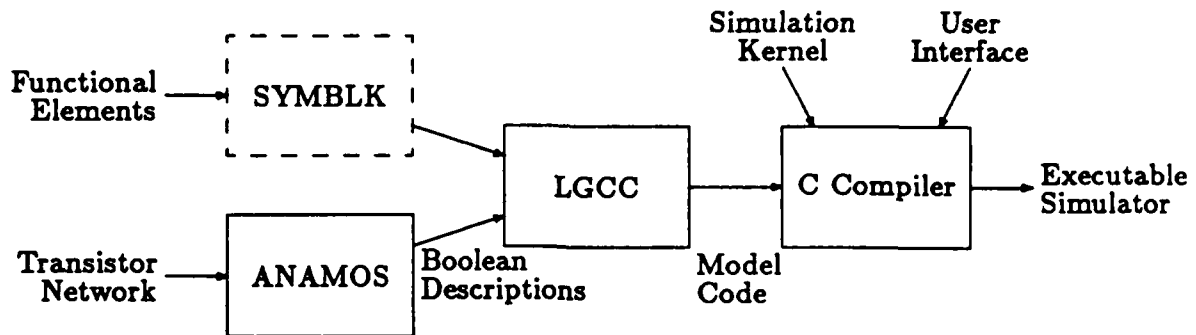 Simulation
Kernel
User
Interface
Functional
Elements
SYMBLK
LGCC
C Compiler
Executable
Simulator
Transistor
Network
ANAMOS
Boolean
Descriptions
Model
Code